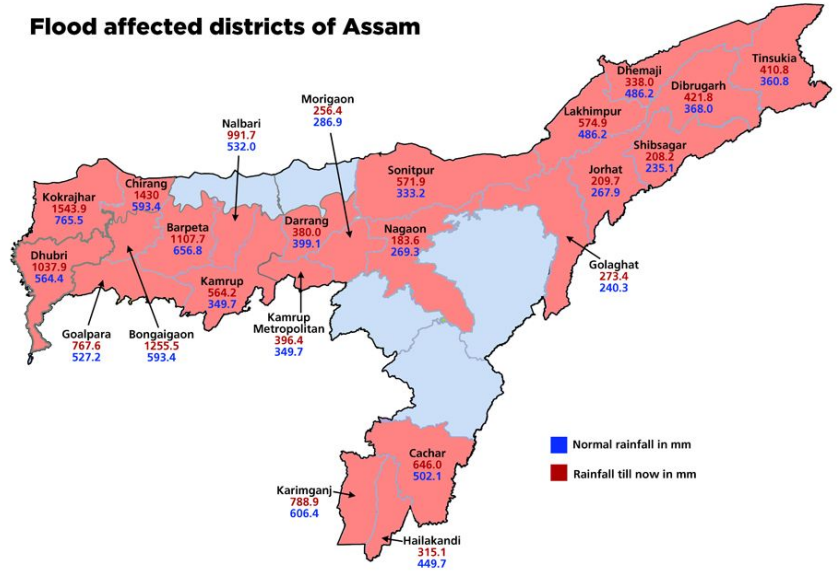 Flood affected districts of Assam
Tinsukia
410.8
360.8
Dhemaji
338.0
486.2
Dibrugarh
421.8
368.0
Lakhimpur
574.9
486.2
Morigaon
256.4
286.9
Nalbari
991.7
532.0
Shibsagar
208.2
235.1
Sonitpur
571.9
333.2
Jorhat
209.7
267.9
Chirang
1430
593.4
Kokrajhar
1543.9
765.5
Barpeta
1107.7
656.8
Darrang
380.0
399.1
Nagaon
183.6
269.3
Dhubri
1037.9
564.4
Golaghat
273.4
240.3
Kamrup
564.2
349.7
Kamrup
Metropolitan
396.4
349.7
Goalpara
767.6
527.2
Bongaigaon
1255.5
593.4
Normal rainfall in mm
Rainfall till now in mm
Cachar
646.0
502.1
Karimganj
788.9
606.4
Hailakandi
315.1
449.7